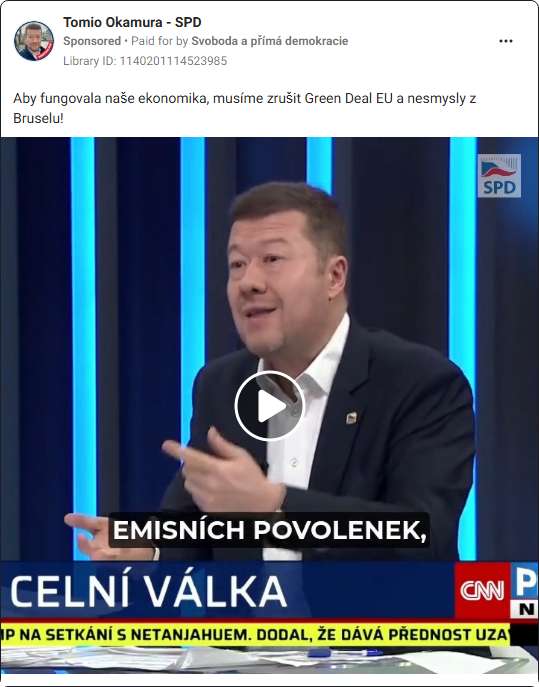 Tomio Okamura - SPD
Sponsored • Paid for by Svoboda a přímá demokracie
Library ID: 1140201114523985
Aby fungovala naše ekonomika, musíme zrušit Green Deal EU a nesmysly z
Bruselu!
SPD
EMISNÍCH POVOLENEK,
CELNÍ VÁLKA
CNN P
N
MP NA SETKÁNÍ S NETANJAHUEM. DODAL, ŽE DÁVÁ PŘEDNOST